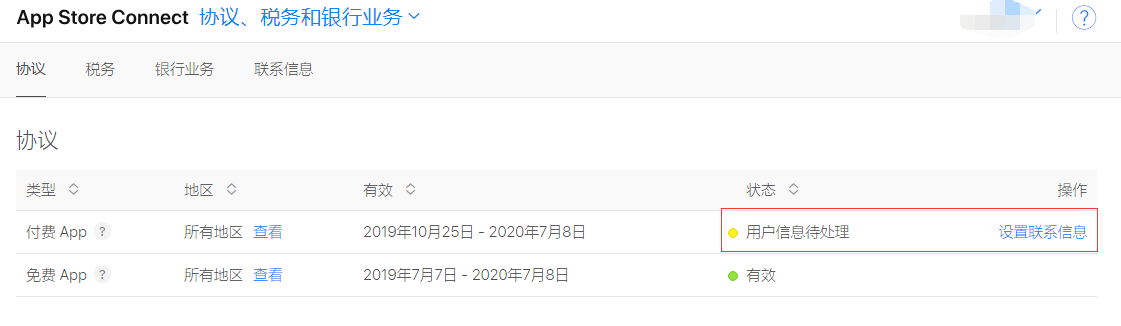 App Store Connect 协议、税务和银行业务 ?
协议 税务 银行业务 联系信息
协议
类型 地区 有效 状态 操作
付费 App ? 所有地区 查看 2019年10月25日 - 2020年7月8日 用户信息待处理 设置联系信息
免费 App ? 所有地区 查看 2019年7月7日 - 2020年7月8日 有效